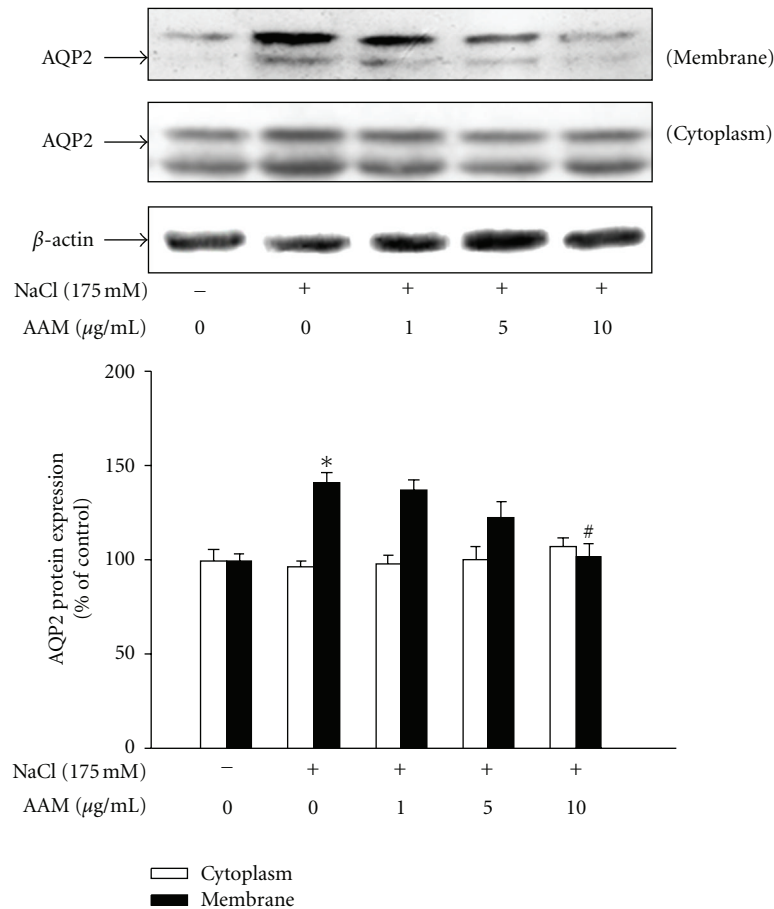 AQP2 (Membrane)
AQP2 (Cytoplasm)
β-actin
NaCl (175 mM) − + + + +
AAM (μg/mL) 0 0 1 5 10
200
150
100
50
0
AQP2 protein expression
(% of control)
*
#
NaCl (175 mM) − + + + +
AAM (μg/mL) 0 0 1 5 10
Cytoplasm
Membrane